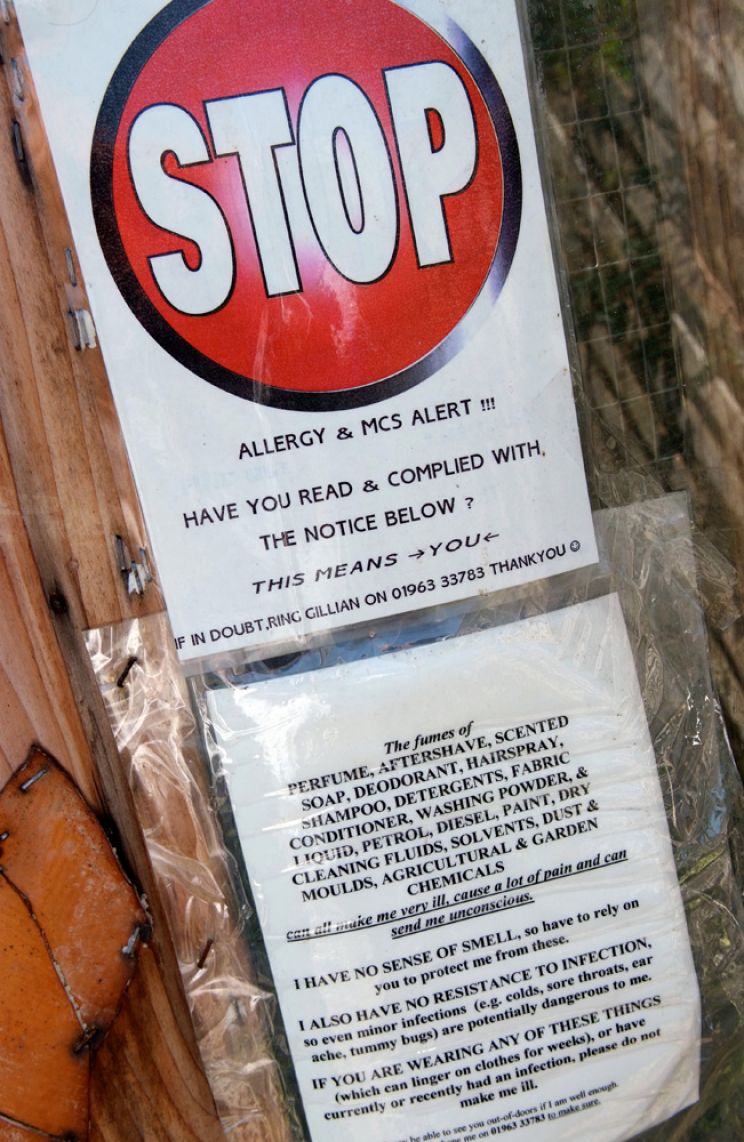 STOP
ALLERGY & MCS ALERT !!!
HAVE YOU READ & COMPLIED WITH,
THE NOTICE BELOW ?
THIS MEANS →YOU←
IF IN DOUBT,RING GILLIAN ON 01963 33783 THANKYOU ☺
The fumes of
PERFUME, AFTERSHAVE, SCENTED
SOAP, DEODORANT, HAIRSPRAY,
SHAMPOO, DETERGENTS, FABRIC
CONDITIONER, WASHING POWDER, &
LIQUID, PETROL, DIESEL, PAINT, DRY
CLEANING FLUIDS, SOLVENTS, DUST &
MOULDS, AGRICULTURAL & GARDEN
CHEMICALS
can all make me very ill, cause a lot of pain and can
send me unconscious.
I HAVE NO SENSE OF SMELL, so have to rely on
you to protect me from these.
I ALSO HAVE NO RESISTANCE TO INFECTION,
so even minor infections (e.g. colds, sore throats, ear
ache, tummy bugs) are potentially dangerous to me.
IF YOU ARE WEARING ANY OF THESE THINGS
(which can linger on clothes for weeks), or have
currently or recently had an infection, please do not
make me ill.
be able to see you out-of-doors if I am well enough.
me on 01963 33783 to make sure.